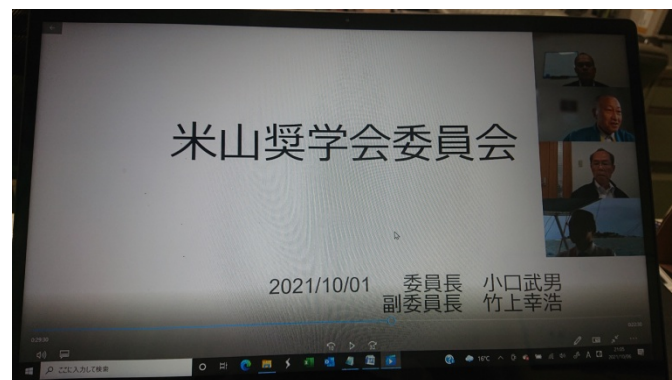 米山奨学会委員会
2021/10/01 委員長 小口武男
副委員長 竹上幸浩
ここに入力して検索
16℃